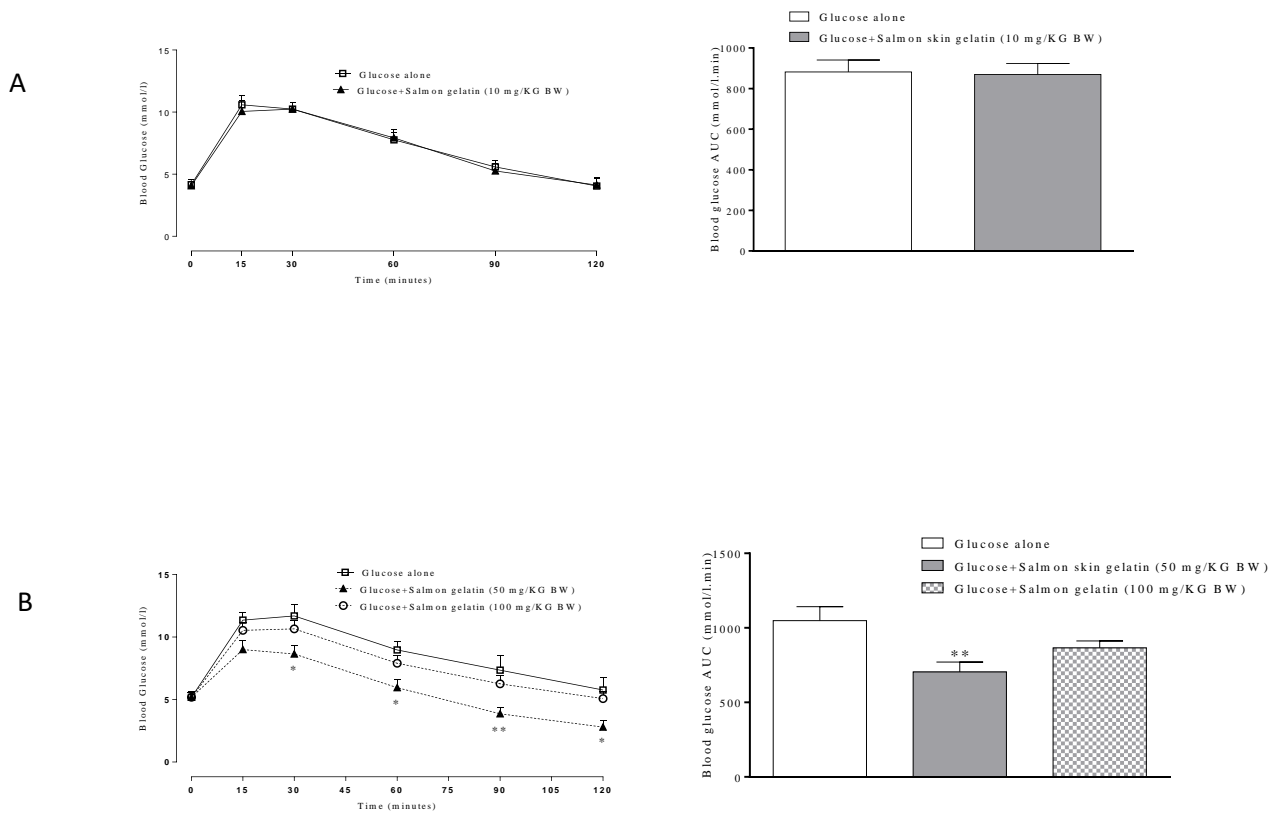 A
Blood Glucose (mmol/l)
15
10
5
0
Glucose alone
Glucose+Salmon gelatin (10 mg/KG BW)
0 15 30 60 90 120
Time (minutes)
Glucose alone
Glucose+Salmon skin gelatin (10 mg/KG BW)
Blood glucose AUC (mmol/l.min)
1000
800
600
400
200
0
B
Blood Glucose (mmol/l)
15
10
5
0
Glucose alone
Glucose+Salmon gelatin (50 mg/KG BW)
Glucose+Salmon gelatin (100 mg/KG BW)
*
*
**
*
0 15 30 45 60 75 90 105 120
Time (minutes)
Glucose alone
Glucose+Salmon skin gelatin (50 mg/KG BW)
Glucose+Salmon gelatin (100 mg/KG BW)
Blood glucose AUC (mmol/l.min)
1500
1000
500
0
**